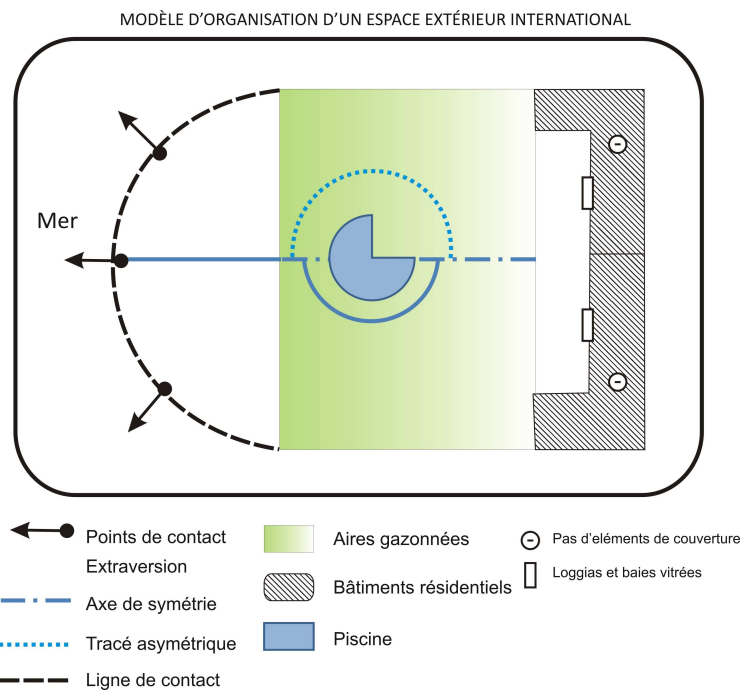 MODÈLE D'ORGANISATION D'UN ESPACE EXTÉRIEUR INTERNATIONAL
Mer
Points de contact
Extraversion
Axe de symétrie
Tracé asymétrique
Ligne de contact
Aires gazonnées
Bâtiments résidentiels
Piscine
Pas d'eléments de couverture
Loggias et baies vitrées